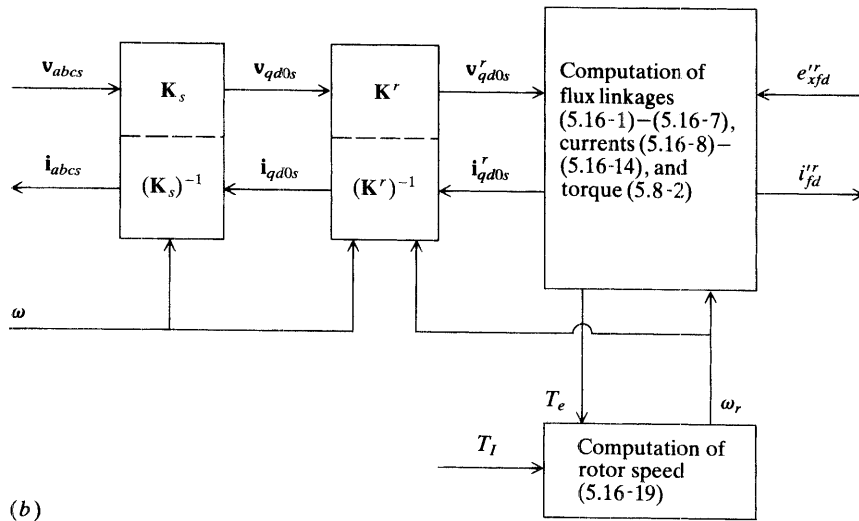 v_abcs
K_s
v_qd0s
K^r
v^r_qd0s
Computation of
flux linkages
(5.16-1)–(5.16-7),
currents (5.16-8)–
(5.16-14), and
torque (5.8-2)
e′^r_xfd
i_abcs
(K_s)^−1
i_qd0s
(K^r)^−1
i^r_qd0s
i′^r_fd
ω
T_e
ω_r
T_I
Computation of
rotor speed
(5.16-19)
(b)